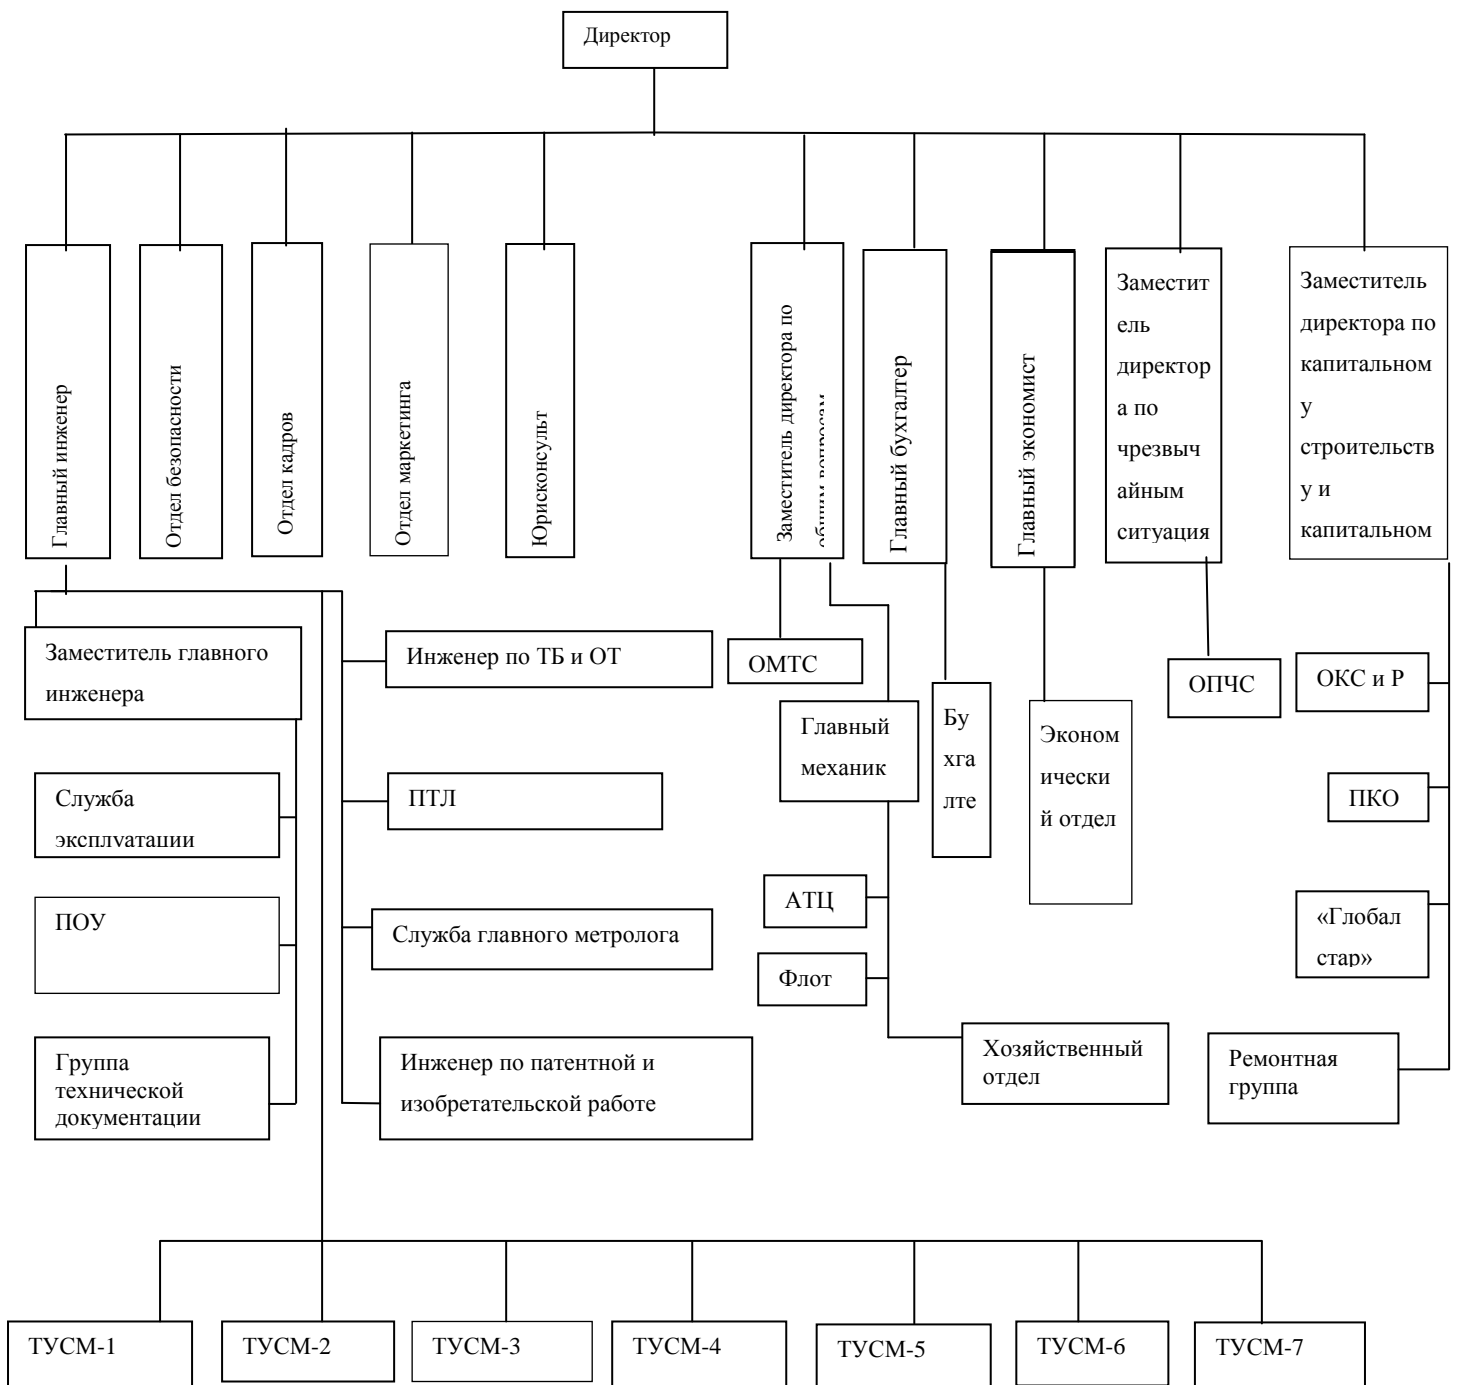 Директор
Главный инженер
Отдел безопасности
Отдел кадров
Отдел маркетинга
Юрисконсульт
Заместитель директора по
общим вопросам
Главный бухгалтер
Главный экономист
Заместит
ель
директор
а по
чрезвыч
айным
ситуация
Заместитель
директора по
капитальном
у
строительств
у и
капитальном
Заместитель главного
инженера
Инженер по ТБ и ОТ
ОМТС
ОПЧС
ОКС и Р
Главный
механик
Бу
хга
лте
Эконом
ически
й отдел
Служба
эксплуатации
ПТЛ
ПКО
АТЦ
ПОУ
Служба главного метролога
«Глобал
стар»
Флот
Группа
технической
документации
Инженер по патентной и
изобретательской работе
Хозяйственный
отдел
Ремонтная
группа
ТУСМ-1
ТУСМ-2
ТУСМ-3
ТУСМ-4
ТУСМ-5
ТУСМ-6
ТУСМ-7